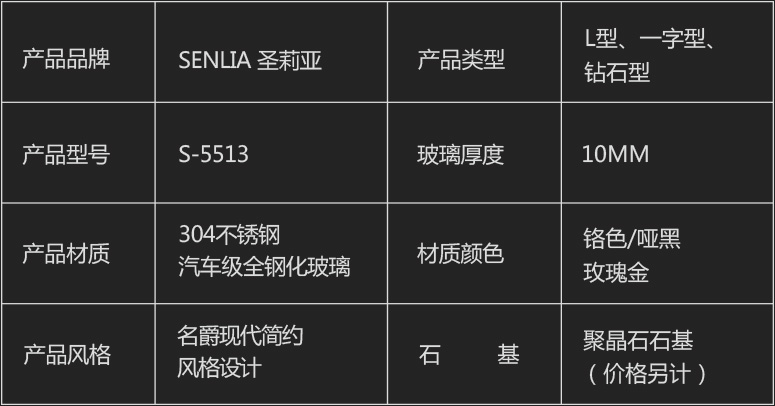 产品品牌
SENLIA 圣莉亚
产品类型
L型、一字型、
钻石型
产品型号
S-5513
玻璃厚度
10MM
产品材质
304不锈钢
汽车级全钢化玻璃
材质颜色
铬色/哑黑
玫瑰金
产品风格
名爵现代简约
风格设计
石 基
聚晶石石基
（价格另计）